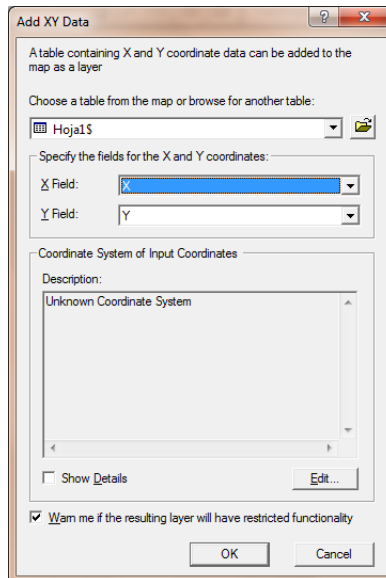 Add XY Data
A table containing X and Y coordinate data can be added to the
map as a layer
Choose a table from the map or browse for another table:
Hoja1$
Specify the fields for the X and Y coordinates:
X Field:
X
Y Field:
Y
Coordinate System of Input Coordinates
Description:
Unknown Coordinate System
Show Details
Edit...
Warn me if the resulting layer will have restricted functionality
OK
Cancel